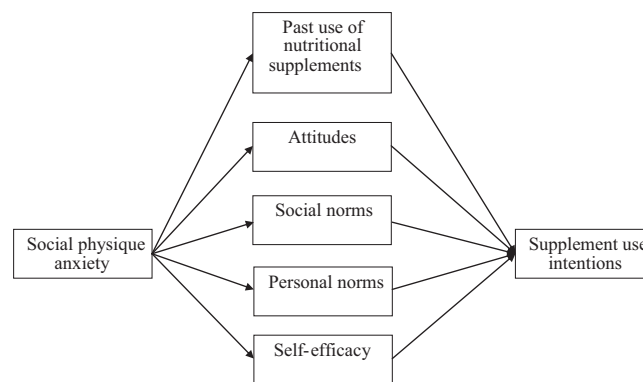 Past use of
nutritional
supplements
Attitudes
Social norms
Social physique
anxiety
Supplement use
intentions
Personal norms
Self-efficacy